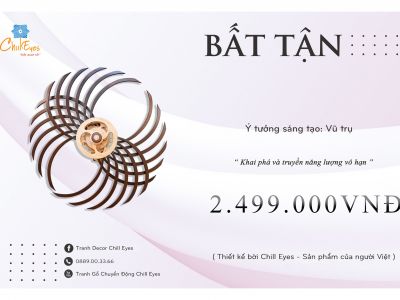 Chill Eyes
BẤT TẬN
Ý tưởng sáng tạo: Vũ trụ
" Khai phá và truyền năng lượng vô hạn "
2.499.000VNĐ
Tranh Decor Chill Eyes
0889.00.33.66
Tranh Gỗ Chuyển Động Chill Eyes
( Thiết kế bởi Chill Eyes - Sản phẩm của người Việt )